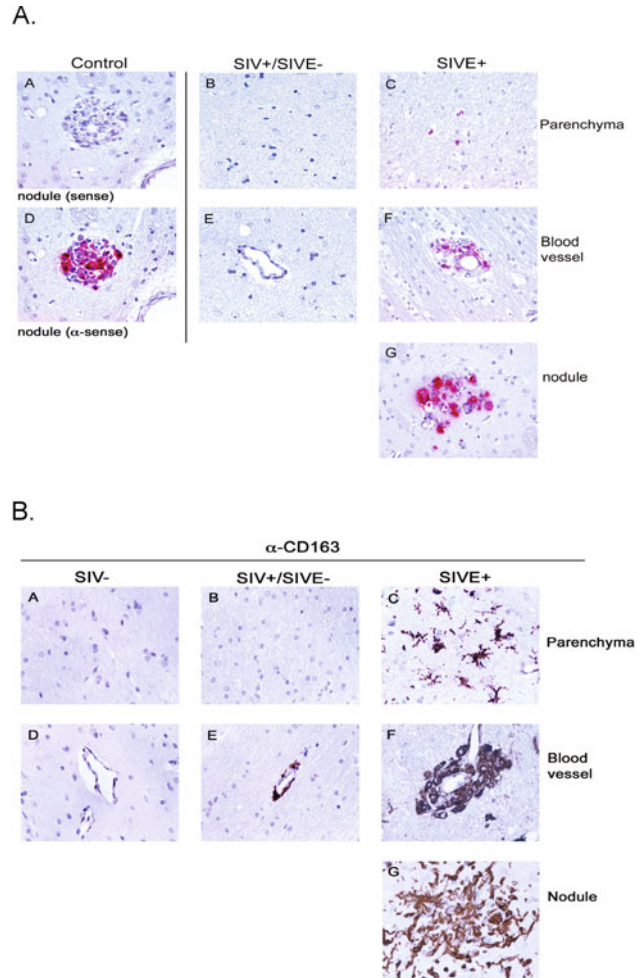 A.
Control SIV+/SIVE- SIVE+
A B C Parenchyma
nodule (sense)
D E F Blood
vessel
nodule (α-sense)
G nodule
B.
α-CD163
SIV- SIV+/SIVE- SIVE+
A B C Parenchyma
D E F Blood
vessel
G Nodule